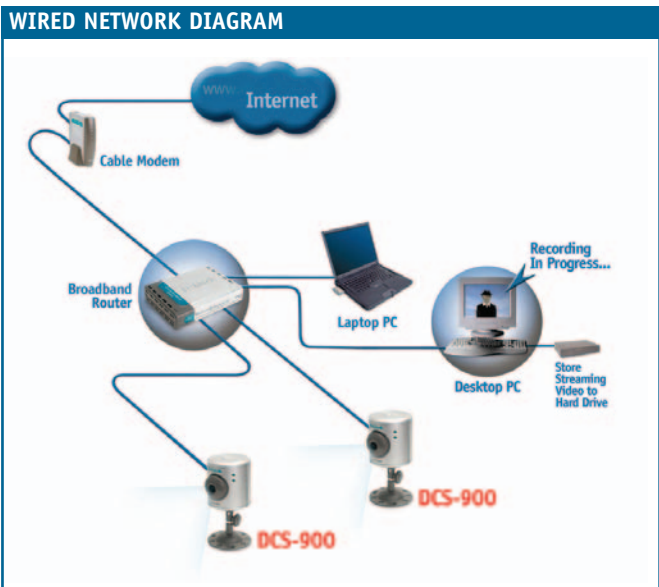 WIRED NETWORK DIAGRAM
www.
Internet
Cable Modem
Recording
In Progress...
Broadband
Router
Laptop PC
Desktop PC
Store
Streaming
Video to
Hard Drive
DCS-900
DCS-900